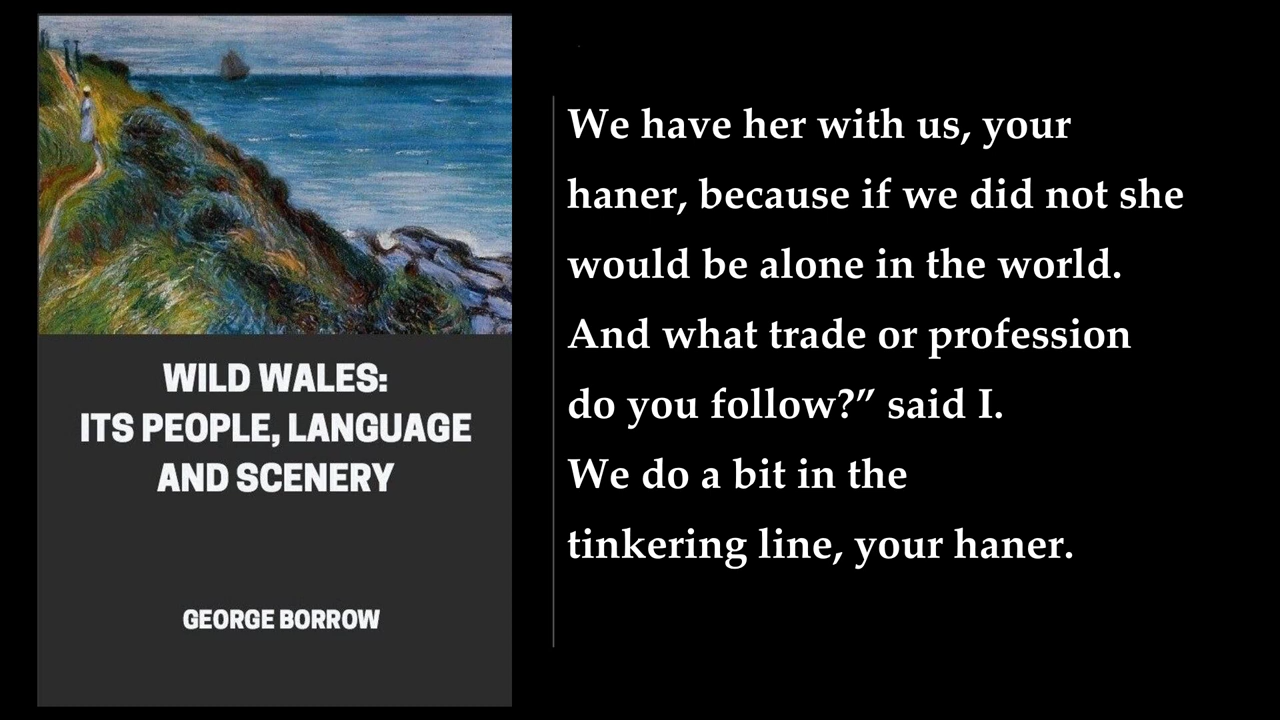 WILD WALES:
ITS PEOPLE, LANGUAGE
AND SCENERY
GEORGE BORROW
We have her with us, your
haner, because if we did not she
would be alone in the world.
And what trade or profession
do you follow?” said I.
We do a bit in the
tinkering line, your haner.